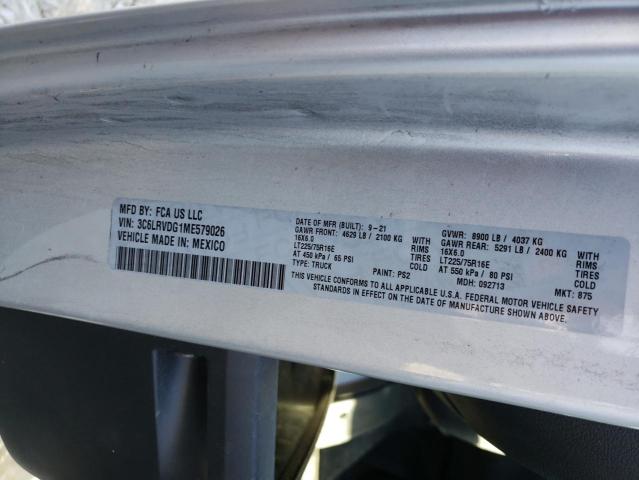 MFD BY: FCA US LLC
VIN: 3C6LRVDG1ME579026
VEHICLE MADE IN: MEXICO
DATE OF MFR (BUILT): 9-21
GAWR FRONT: 4629 LB / 2100 KG
16X6.0 RIMS
LT225/75R16E TIRES
AT 450 kPa / 65 PSI COLD
TYPE: TRUCK PAINT: PS2
GVWR: 8900 LB / 4037 KG
GAWR REAR: 5291 LB / 2400 KG
16X6.0 RIMS
LT225/75R16E TIRES
AT 550 kPa / 80 PSI COLD
MDH: 092713 MKT: 875
THIS VEHICLE CONFORMS TO ALL APPLICABLE U.S.A. FEDERAL MOTOR VEHICLE SAFETY
STANDARDS IN EFFECT ON THE DATE OF MANUFACTURE SHOWN ABOVE.